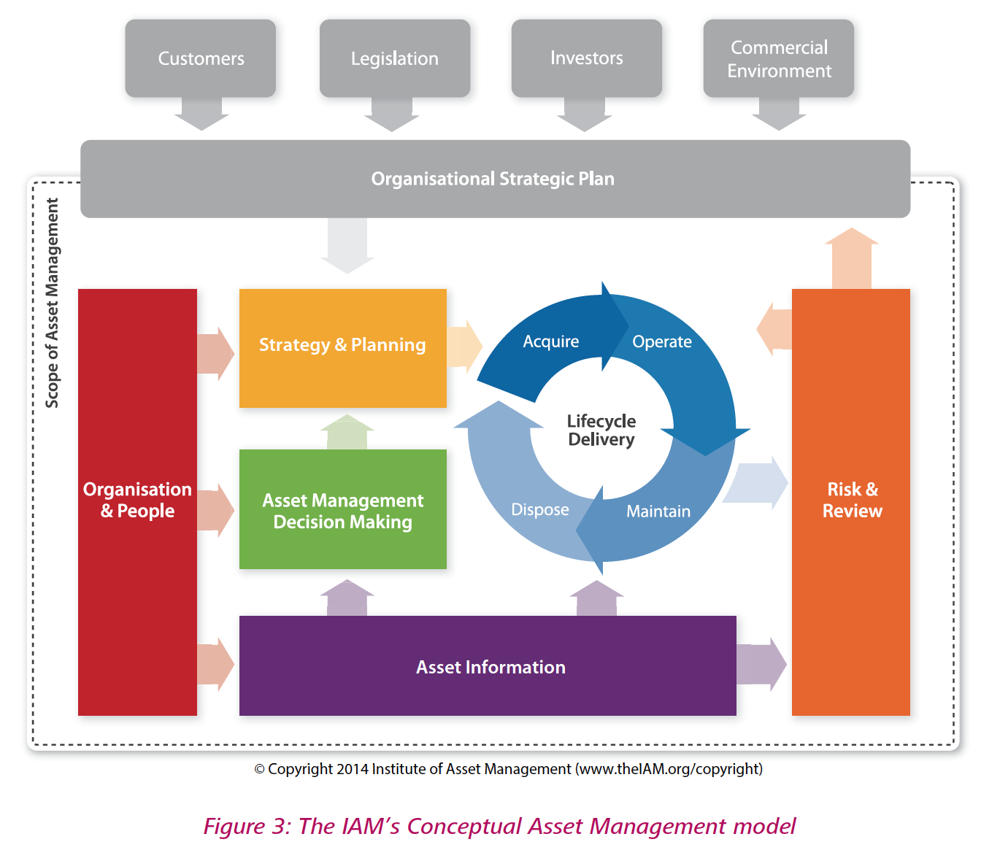 Customers
Legislation
Investors
Commercial
Environment
Organisational Strategic Plan
Scope of Asset Management
Strategy & Planning
Acquire
Operate
Lifecycle
Delivery
Organisation
& People
Asset Management
Decision Making
Dispose
Maintain
Risk &
Review
Asset Information
© Copyright 2014 Institute of Asset Management (www.theIAM.org/copyright)
Figure 3: The IAM’s Conceptual Asset Management model